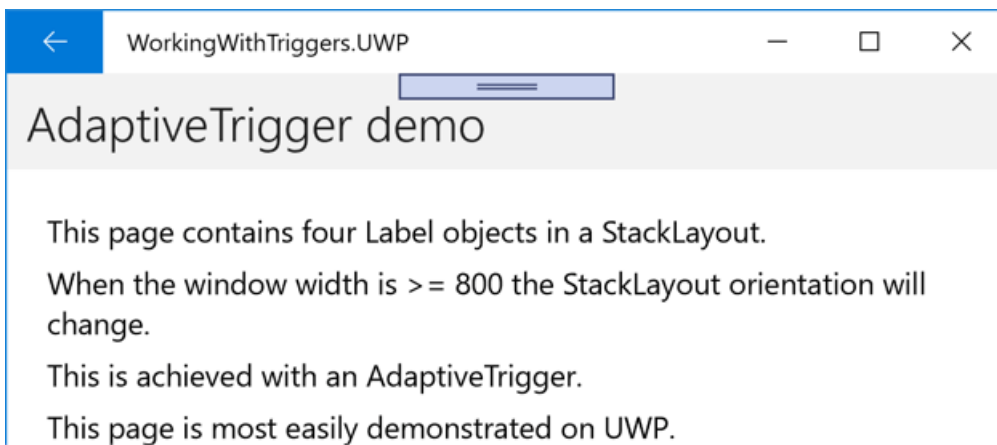 WorkingWithTriggers.UWP
AdaptiveTrigger demo
This page contains four Label objects in a StackLayout.
When the window width is >= 800 the StackLayout orientation will
change.
This is achieved with an AdaptiveTrigger.
This page is most easily demonstrated on UWP.